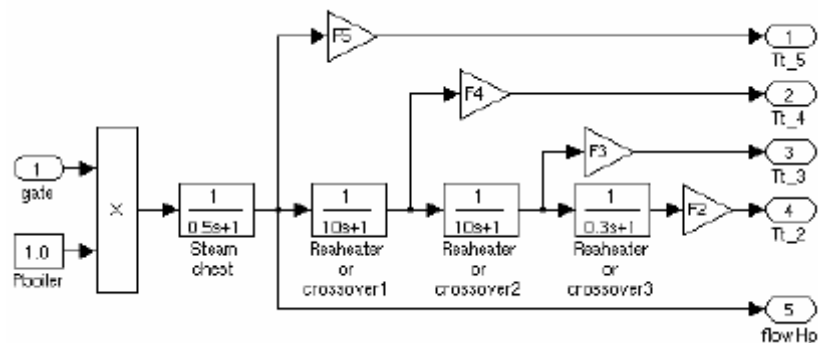 F5
1
Tt_5
F4
2
Tt_4
F3
3
Tt_3
1
gate
×
1
0.5s+1
Steam
chest
1
10s+1
Reaheater
or
crossover1
1
10s+1
Reaheater
or
crossover2
1
0.3s+1
Reaheater
or
crossover3
F2
4
Tt_2
1.0
Pboiler
5
flowHp